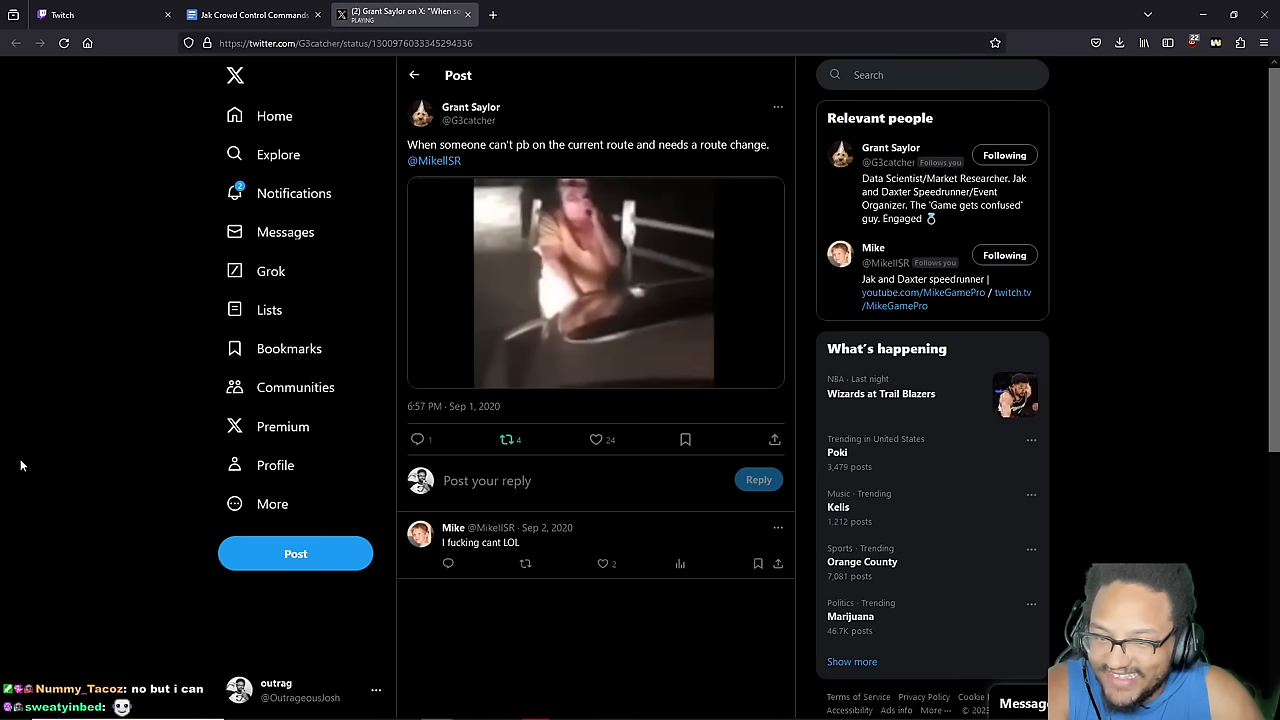 Twitch
Jak Crowd Control Commands
(2) Grant Saylor on X: "When so
PLAYING
https://twitter.com/G3catcher/status/1300976033345294336
22
Post
Search
Home
Explore
2
Notifications
Messages
Grok
Lists
Bookmarks
Communities
Premium
Profile
More
Post
outrag
@OutrageousJosh
Grant Saylor
@G3catcher
When someone can't pb on the current route and needs a route change.
@MikeIISR
6:57 PM · Sep 1, 2020
1
4
24
Post your reply
Reply
Mike @MikeIISR · Sep 2, 2020
I fucking cant LOL
2
Relevant people
Grant Saylor
@G3catcher Follows you
Following
Data Scientist/Market Researcher. Jak
and Daxter Speedrunner/Event
Organizer. The 'Game gets confused'
guy. Engaged
Mike
@MikeIISR Follows you
Following
Jak and Daxter speedrunner |
youtube.com/MikeGamePro / twitch.tv
/MikeGamePro
What's happening
NBA · Last night
Wizards at Trail Blazers
Trending in United States
Poki
3,479 posts
Music · Trending
Kelis
1,212 posts
Sports · Trending
Orange County
7,081 posts
Politics · Trending
Marijuana
46.7K posts
Show more
Terms of Service Privacy Policy Cookie
Accessibility Ads info More ··· © 202
Message
Nummy_Tacoz: no but i can
sweatyinbed: